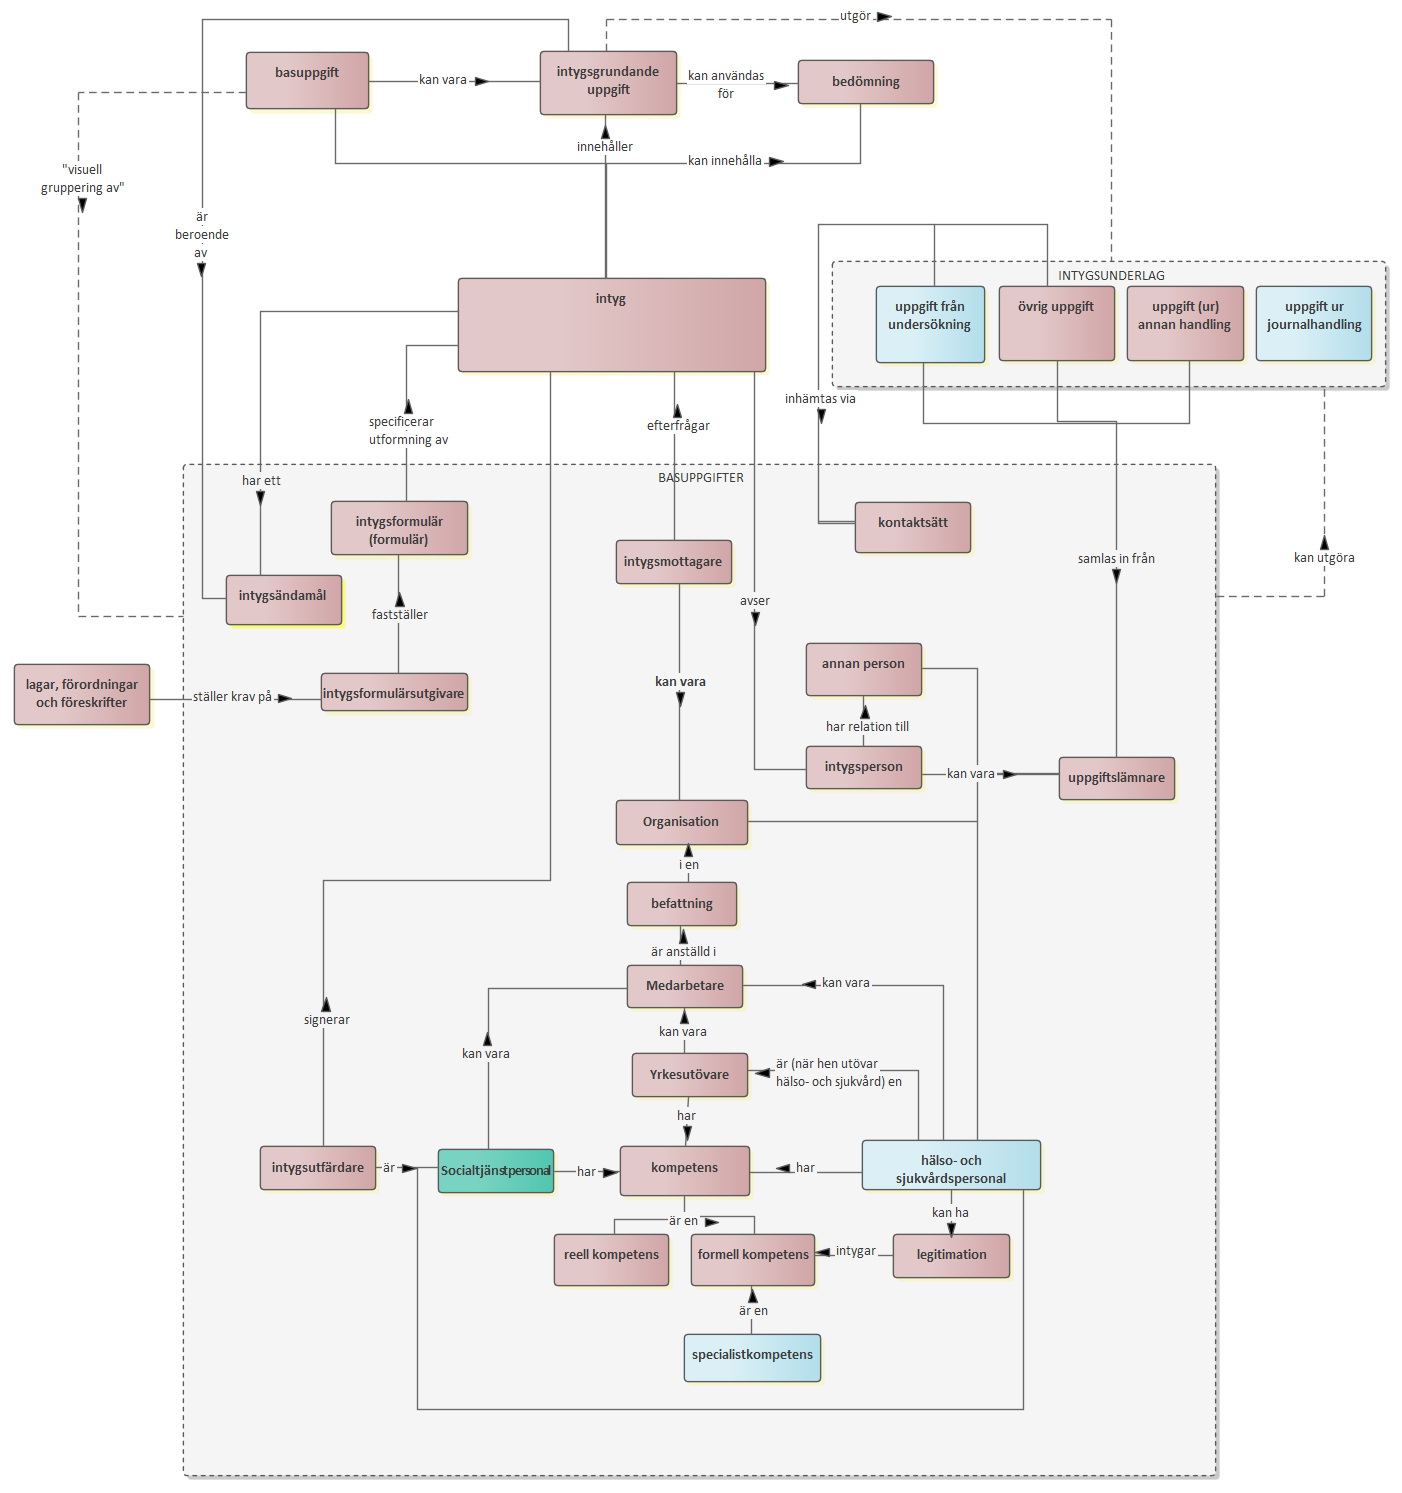 utgör
basuppgift
kan vara
intygsgrundande
uppgift
kan användas
för
bedömning
innehåller
kan innehålla
"visuell
gruppering av"
är
beroende
av
intyg
INTYGSUNDERLAG
uppgift från
undersökning
övrig uppgift
uppgift (ur)
annan handling
uppgift ur
journalhandling
inhämtas via
specificerar
utformning av
efterfrågar
BASUPPGIFTER
har ett
intygsformulär
(formulär)
kontaktsätt
intygsmottagare
samlas in från
kan utgöra
intygsändamål
fastställer
avser
lagar, förordningar
och föreskrifter
ställer krav på
intygsformulärsutgivare
kan vara
annan person
har relation till
intygsperson
kan vara
uppgiftslämnare
Organisation
i en
befattning
är anställd i
Medarbetare
kan vara
signerar
kan vara
kan vara
Yrkesutövare
är (när hen utövar
hälso- och sjukvård) en
har
intygsutfärdare
är
Socialtjänstpersonal
har
kompetens
har
hälso- och
sjukvårdspersonal
är en
kan ha
reell kompetens
formell kompetens
intygar
legitimation
är en
specialistkompetens